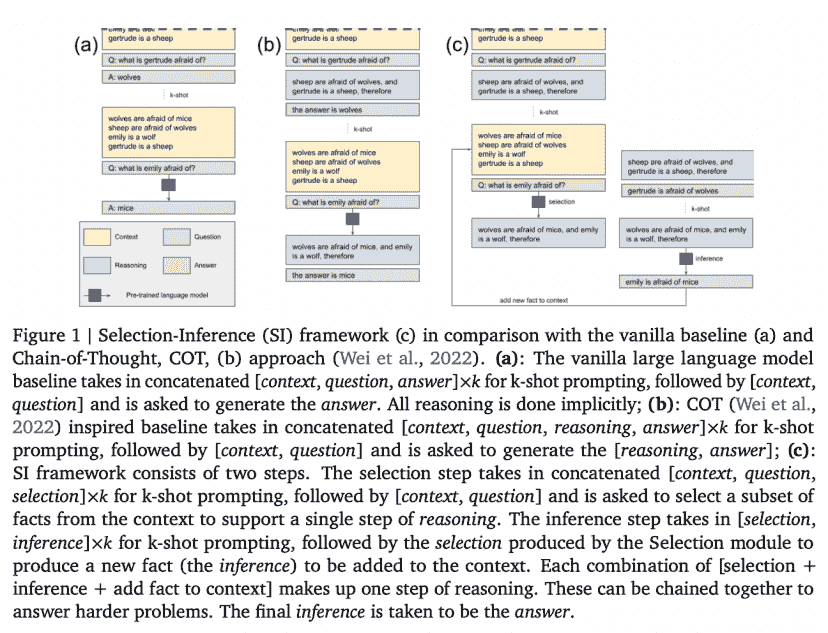 (a)
gertrude is a sheep
Q: what is gertrude afraid of?
A: wolves
k-shot
wolves are afraid of mice
sheep are afraid of wolves
emily is a wolf
gertrude is a sheep
Q: what is emily afraid of?
A: mice
Context
Question
Reasoning
Answer
Pre-trained language model
(b)
gertrude is a sheep
Q: what is gertrude afraid of?
sheep are afraid of wolves, and
gertrude is a sheep, therefore
the answer is wolves
k-shot
wolves are afraid of mice
sheep are afraid of wolves
emily is a wolf
gertrude is a sheep
Q: what is emily afraid of?
wolves are afraid of mice, and emily
is a wolf, therefore
the answer is mice
(c)
gertrude is a sheep
Q: what is gertrude afraid of?
sheep are afraid of wolves, and
gertrude is a sheep, therefore
k-shot
wolves are afraid of mice
sheep are afraid of wolves
emily is a wolf
gertrude is a sheep
Q: what is emily afraid of?
selection
wolves are afraid of mice, and emily
is a wolf, therefore
sheep are afraid of wolves, and
gertrude is a sheep, therefore
gertrude is afraid of wolves
k-shot
wolves are afraid of mice, and emily
is a wolf, therefore
inference
emily is afraid of mice
add new fact to context
Figure 1 | Selection-Inference (SI) framework (c) in comparison with the vanilla baseline (a) and
Chain-of-Thought, COT, (b) approach (Wei et al., 2022). (a): The vanilla large language model
baseline takes in concatenated [context, question, answer]×k for k-shot prompting, followed by [context,
question] and is asked to generate the answer. All reasoning is done implicitly; (b): COT (Wei et al.,
2022) inspired baseline takes in concatenated [context, question, reasoning, answer]×k for k-shot
prompting, followed by [context, question] and is asked to generate the [reasoning, answer]; (c):
SI framework consists of two steps. The selection step takes in concatenated [context, question,
selection]×k for k-shot prompting, followed by [context, question] and is asked to select a subset of
facts from the context to support a single step of reasoning. The inference step takes in [selection,
inference]×k for k-shot prompting, followed by the selection produced by the Selection module to
produce a new fact (the inference) to be added to the context. Each combination of [selection +
inference + add fact to context] makes up one step of reasoning. These can be chained together to
answer harder problems. The final inference is taken to be the answer.